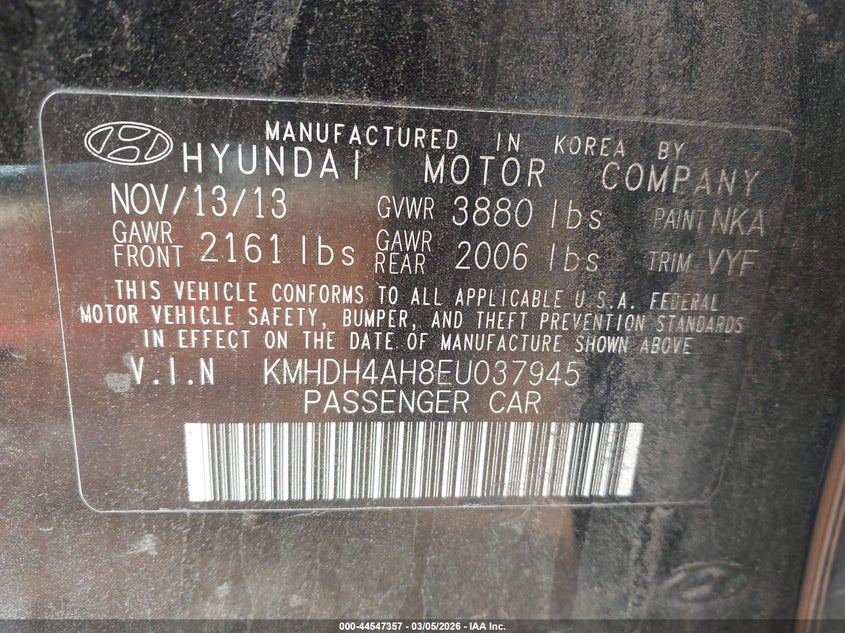 MANUFACTURED IN KOREA BY
HYUNDAI MOTOR COMPANY
NOV/13/13 GVWR 3880 lbs PAINT NKA
GAWR FRONT 2161 lbs GAWR REAR 2006 lbs TRIM VYF
THIS VEHICLE CONFORMS TO ALL APPLICABLE U.S.A. FEDERAL
MOTOR VEHICLE SAFETY, BUMPER, AND THEFT PREVENTION STANDARDS
IN EFFECT ON THE DATE OF MANUFACTURE SHOWN ABOVE.
V.I.N KMHDH4AH8EU037945
PASSENGER CAR
000-44547357 - 03/05/2026 - IAA Inc.